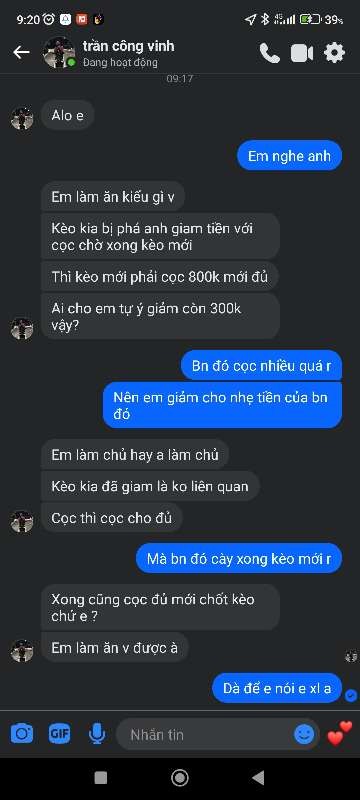 9:20
4G
39%
trần công vinh
Đang hoạt động
09:17
Alo e
Em nghe anh
Em làm ăn kiểu gì v
Kèo kia bị phá anh giam tiền với
cọc chờ xong kèo mới
Thì kèo mới phải cọc 800k mới đủ
Ai cho em tự ý giảm còn 300k
vậy?
Bn đó cọc nhiều quá r
Nên em giảm cho nhẹ tiền của bn
đó
Em làm chủ hay a làm chủ
Kèo kia đã giam là ko liên quan
Cọc thì cọc cho đủ
Mà bn đó cày xong kèo mới r
Xong cũng cọc đủ mới chốt kèo
chứ e ?
Em làm ăn v được à
Dà để e nói e xl a
GIF
Nhắn tin